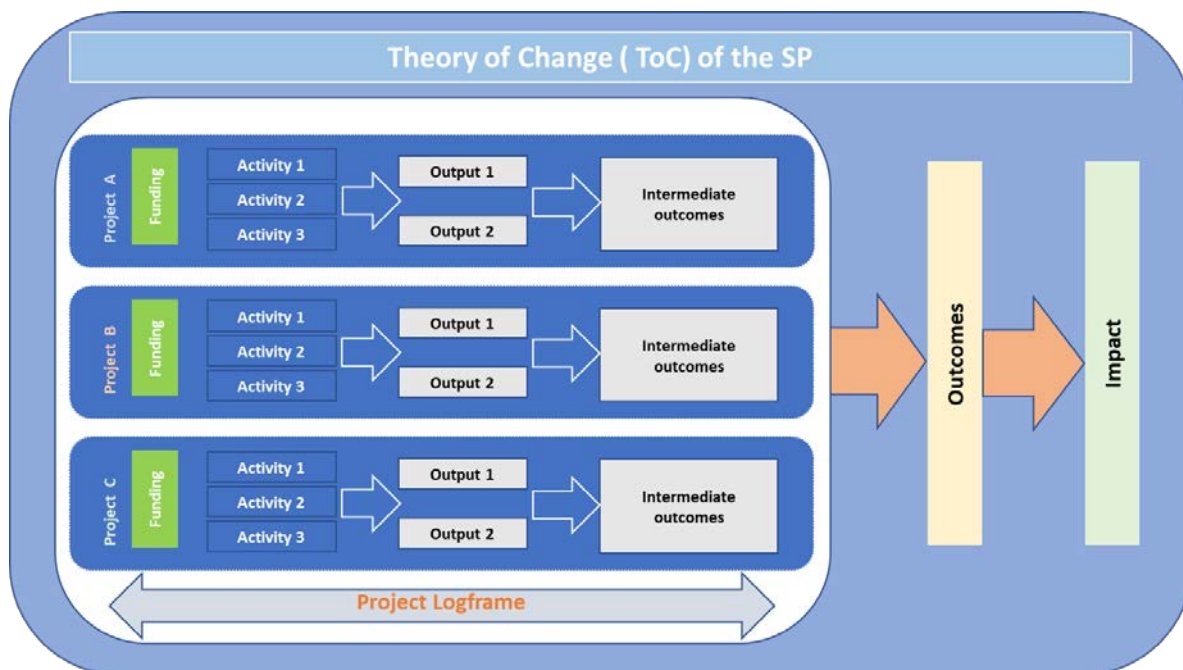 Theory of Change ( ToC) of the SP
Project A
Funding
Activity 1
Activity 2
Activity 3
Output 1
Output 2
Intermediate
outcomes
Project B
Funding
Activity 1
Activity 2
Activity 3
Output 1
Output 2
Intermediate
outcomes
Project C
Funding
Activity 1
Activity 2
Activity 3
Output 1
Output 2
Intermediate
outcomes
Project Logframe
Outcomes
Impact